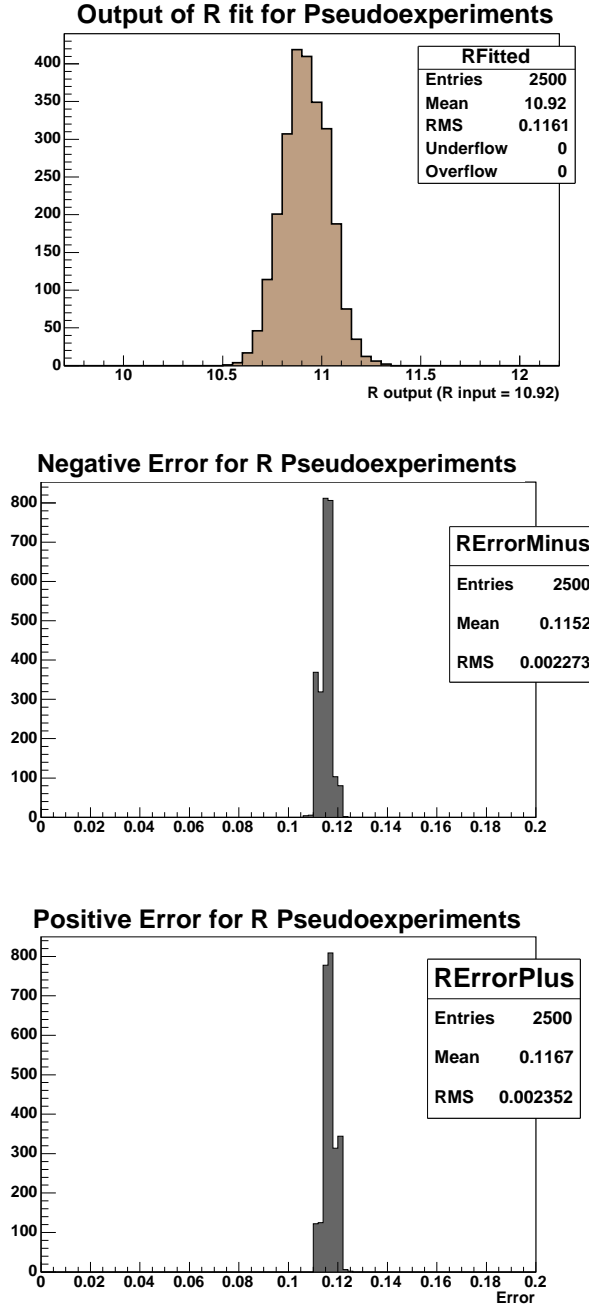 Output of R fit for Pseudoexperiments
RFitted
Entries 2500
Mean 10.92
RMS 0.1161
Underflow 0
Overflow 0
400
350
300
250
200
150
100
50
0
10 10.5 11 11.5 12
R output (R input = 10.92)
Negative Error for R Pseudoexperiments
RErrorMinus
Entries 2500
Mean 0.1152
RMS 0.002273
800
700
600
500
400
300
200
100
0
0 0.02 0.04 0.06 0.08 0.1 0.12 0.14 0.16 0.18 0.2
Positive Error for R Pseudoexperiments
RErrorPlus
Entries 2500
Mean 0.1167
RMS 0.002352
800
700
600
500
400
300
200
100
0
0 0.02 0.04 0.06 0.08 0.1 0.12 0.14 0.16 0.18 0.2
Error